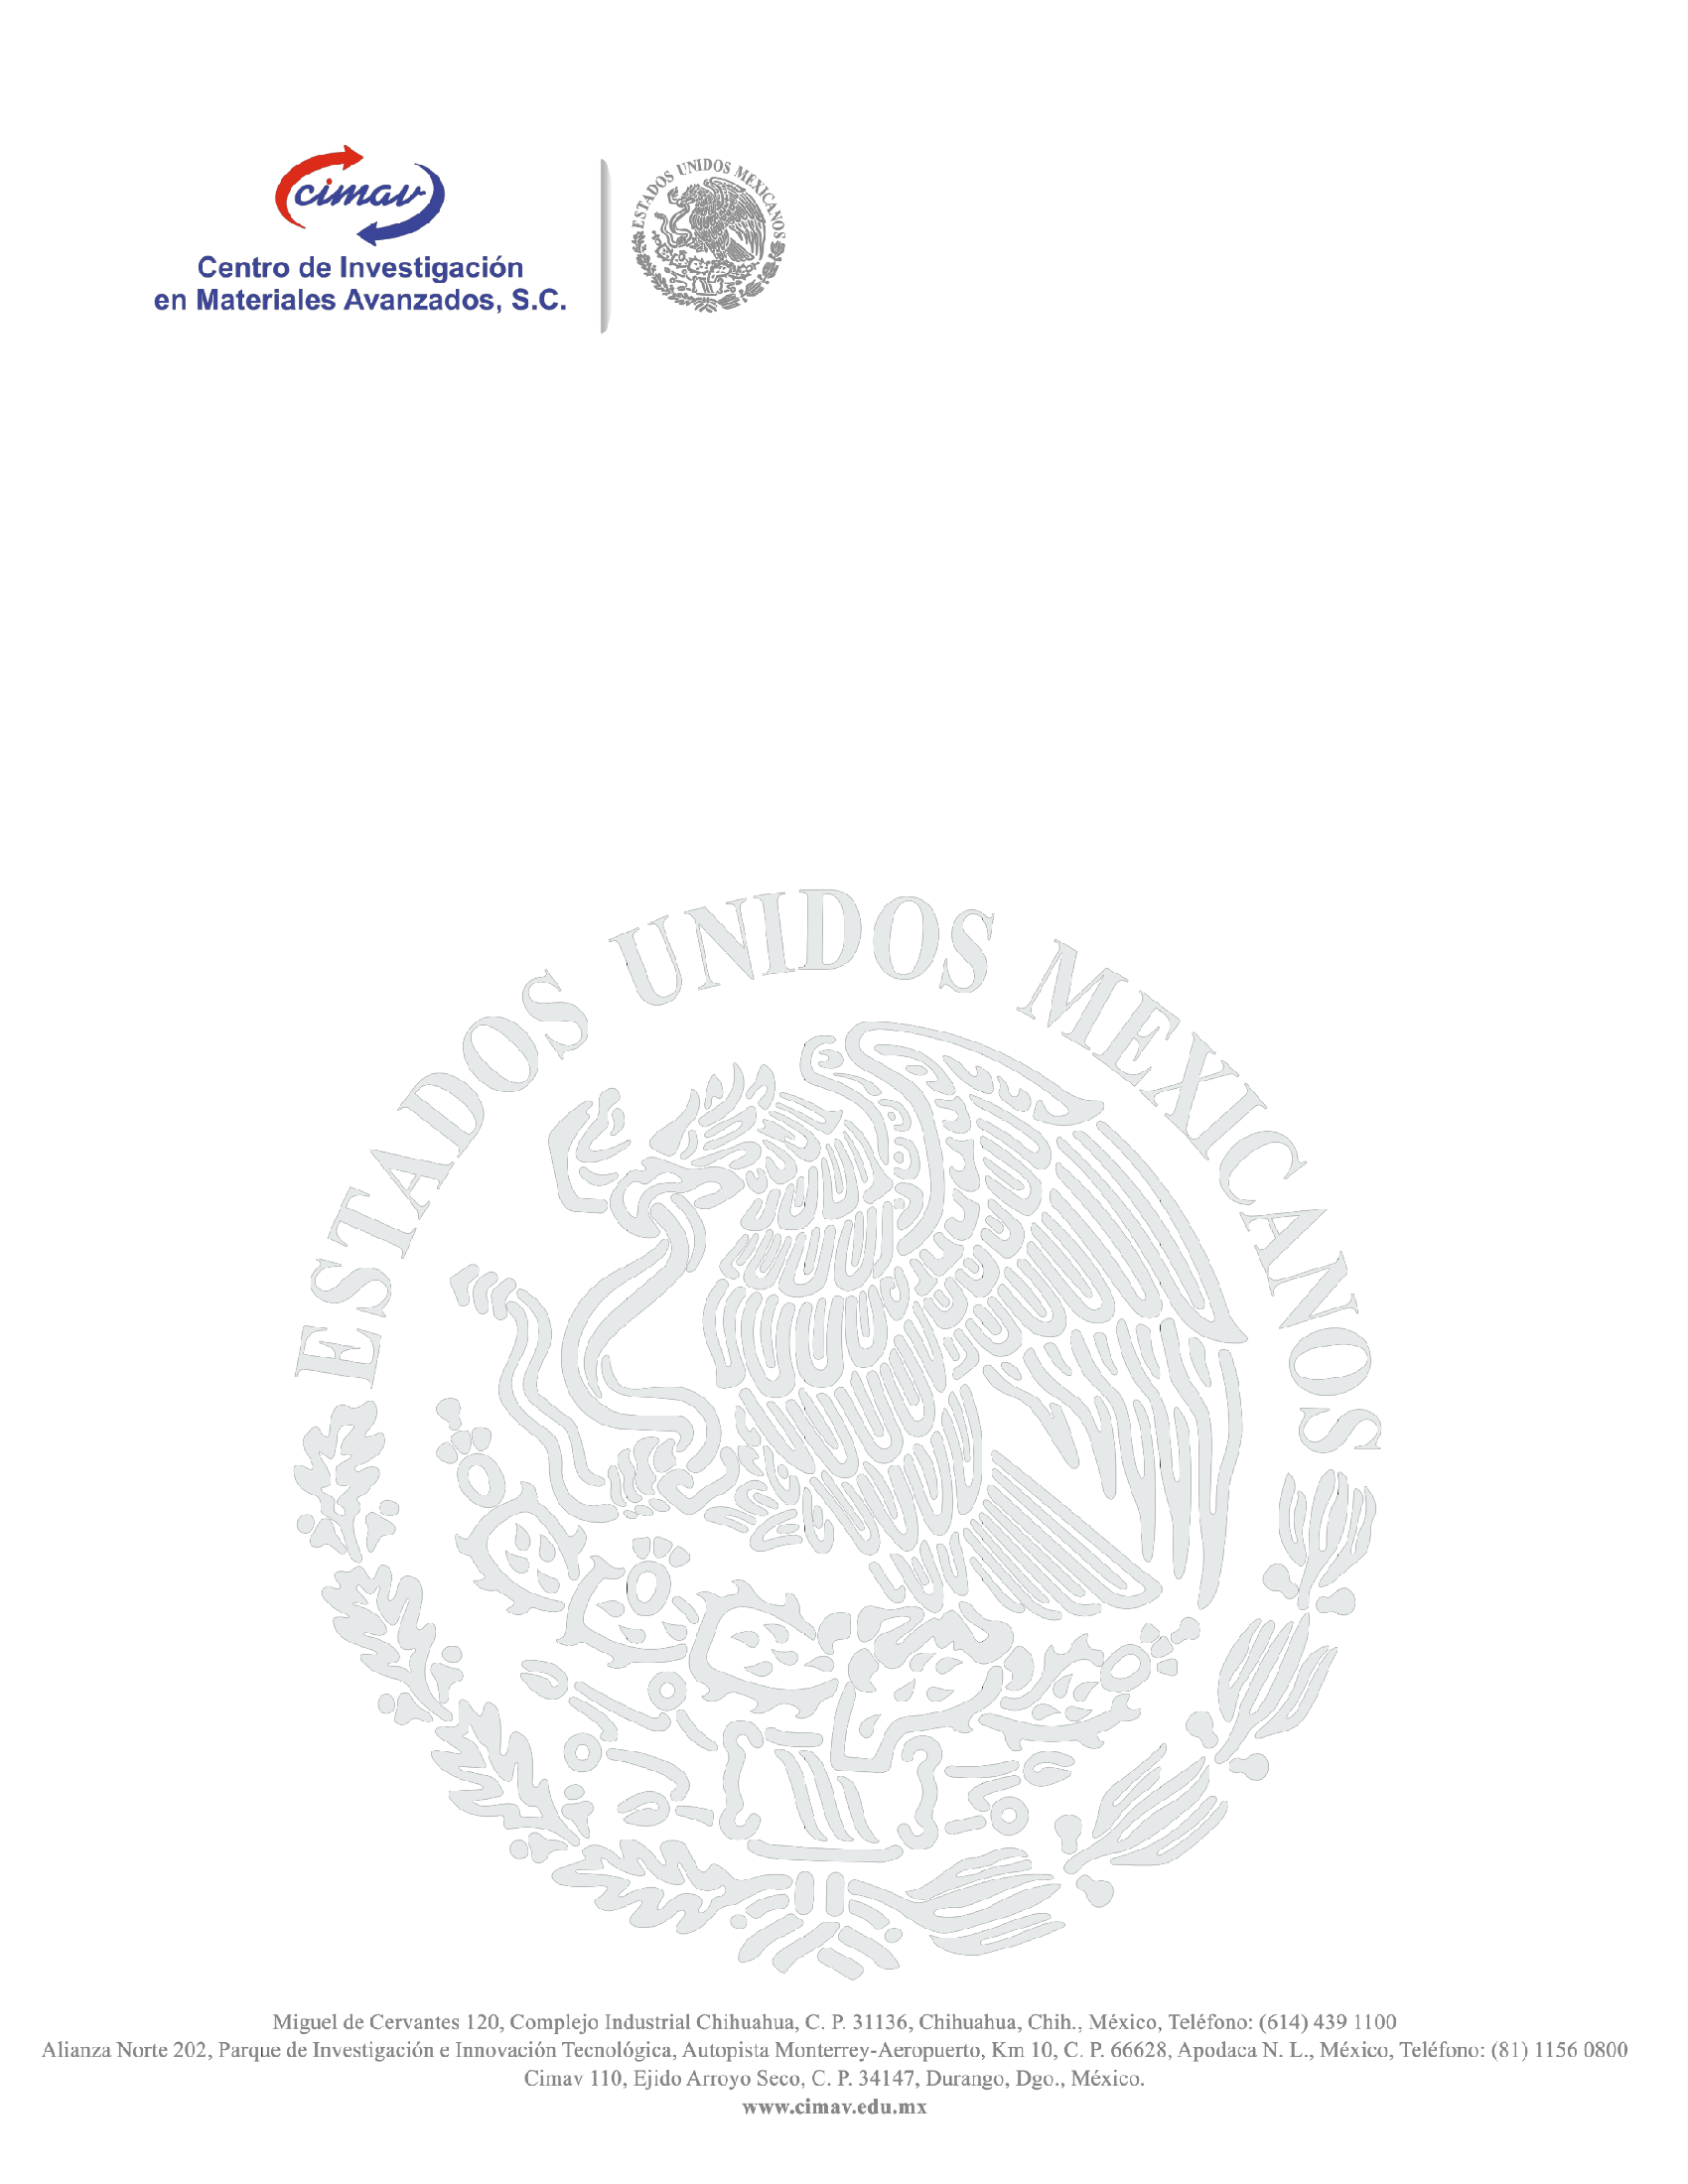 cimav
Centro de Investigación
en Materiales Avanzados, S.C.
ESTADOS UNIDOS MEXICANOS
ESTADOS UNIDOS MEXICANOS
Miguel de Cervantes 120, Complejo Industrial Chihuahua, C. P. 31136, Chihuahua, Chih., México, Teléfono: (614) 439 1100
Alianza Norte 202, Parque de Investigación e Innovación Tecnológica, Autopista Monterrey-Aeropuerto, Km 10, C. P. 66628, Apodaca N. L., México, Teléfono: (81) 1156 0800
Cimav 110, Ejido Arroyo Seco, C. P. 34147, Durango, Dgo., México.
www.cimav.edu.mx